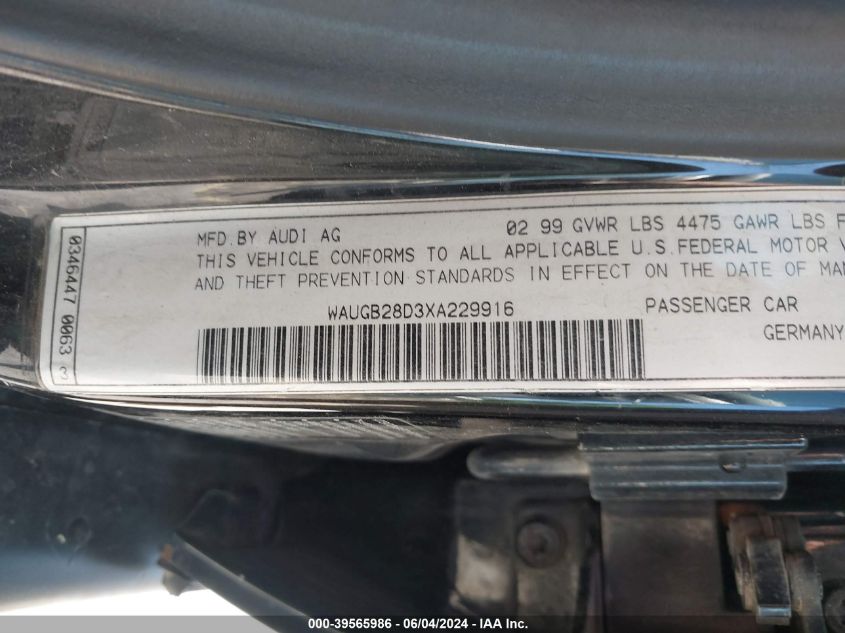 MFD.BY AUDI AG 02 99 GVWR LBS 4475 GAWR LBS F
THIS VEHICLE CONFORMS TO ALL APPLICABLE U.S.FEDERAL MOTOR V
AND THEFT PREVENTION STANDARDS IN EFFECT ON THE DATE OF MAN
WAUGB28D3XA229916 PASSENGER CAR
GERMANY
0346447 0063 3
000-39565986 - 06/04/2024 - IAA Inc.